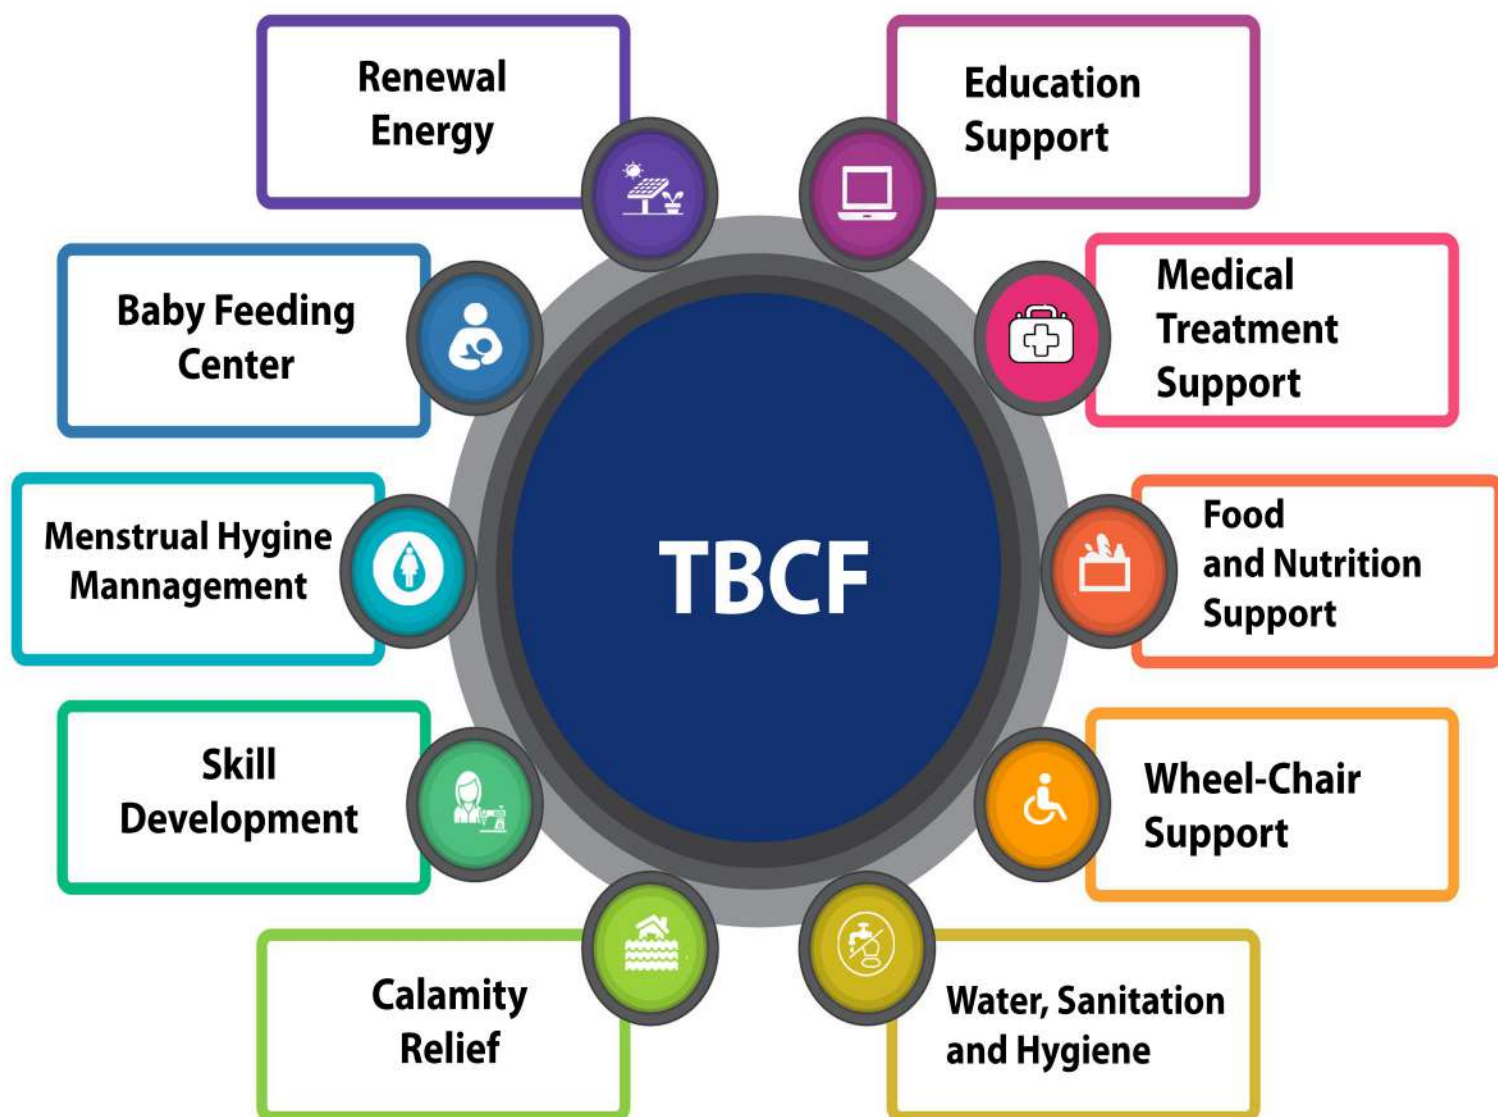 Renewal
Energy
Education
Support
Baby Feeding
Center
Medical
Treatment
Support
Menstrual Hygine
Mannagement
TBCF
Food
and Nutrition
Support
Skill
Development
Wheel-Chair
Support
Calamity
Relief
Water, Sanitation
and Hygiene